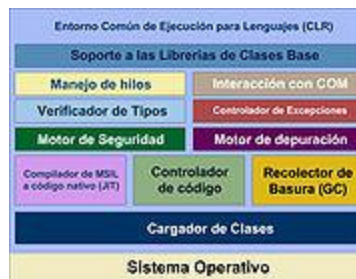 Entorno Común de Ejecución para Lenguajes (CLR)
Soporte a las Librerias de Clases Base
Manejo de hilos
Interacción con COM
Verificador de Tipos
Controlador de Excepciones
Motor de Seguridad
Motor de depuración
Compilador de MSIL
a código nativo (JIT)
Controlador
de código
Recolector de
Basura (GC)
Cargador de Clases
Sistema Operativo